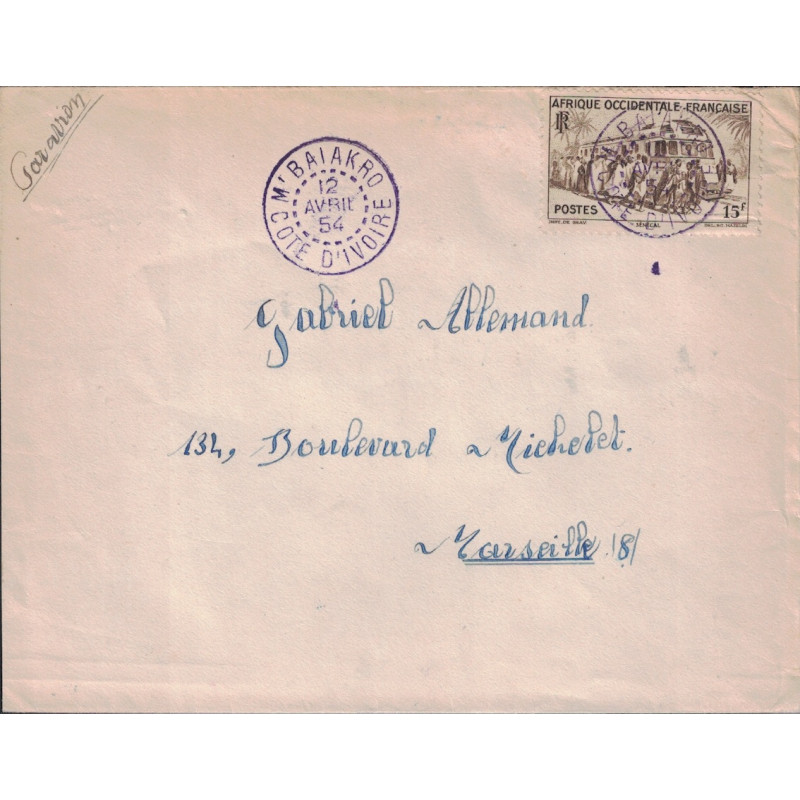 Par avion
M'BAIAKRO
12
AVRIL
54
COTE D'IVOIRE
AFRIQUE OCCIDENTALE FRANÇAISE
RF
POSTES
15F
SÉNÉGAL
Gabriel Allemand
134, Boulevard Michelet.
Marseille (8)